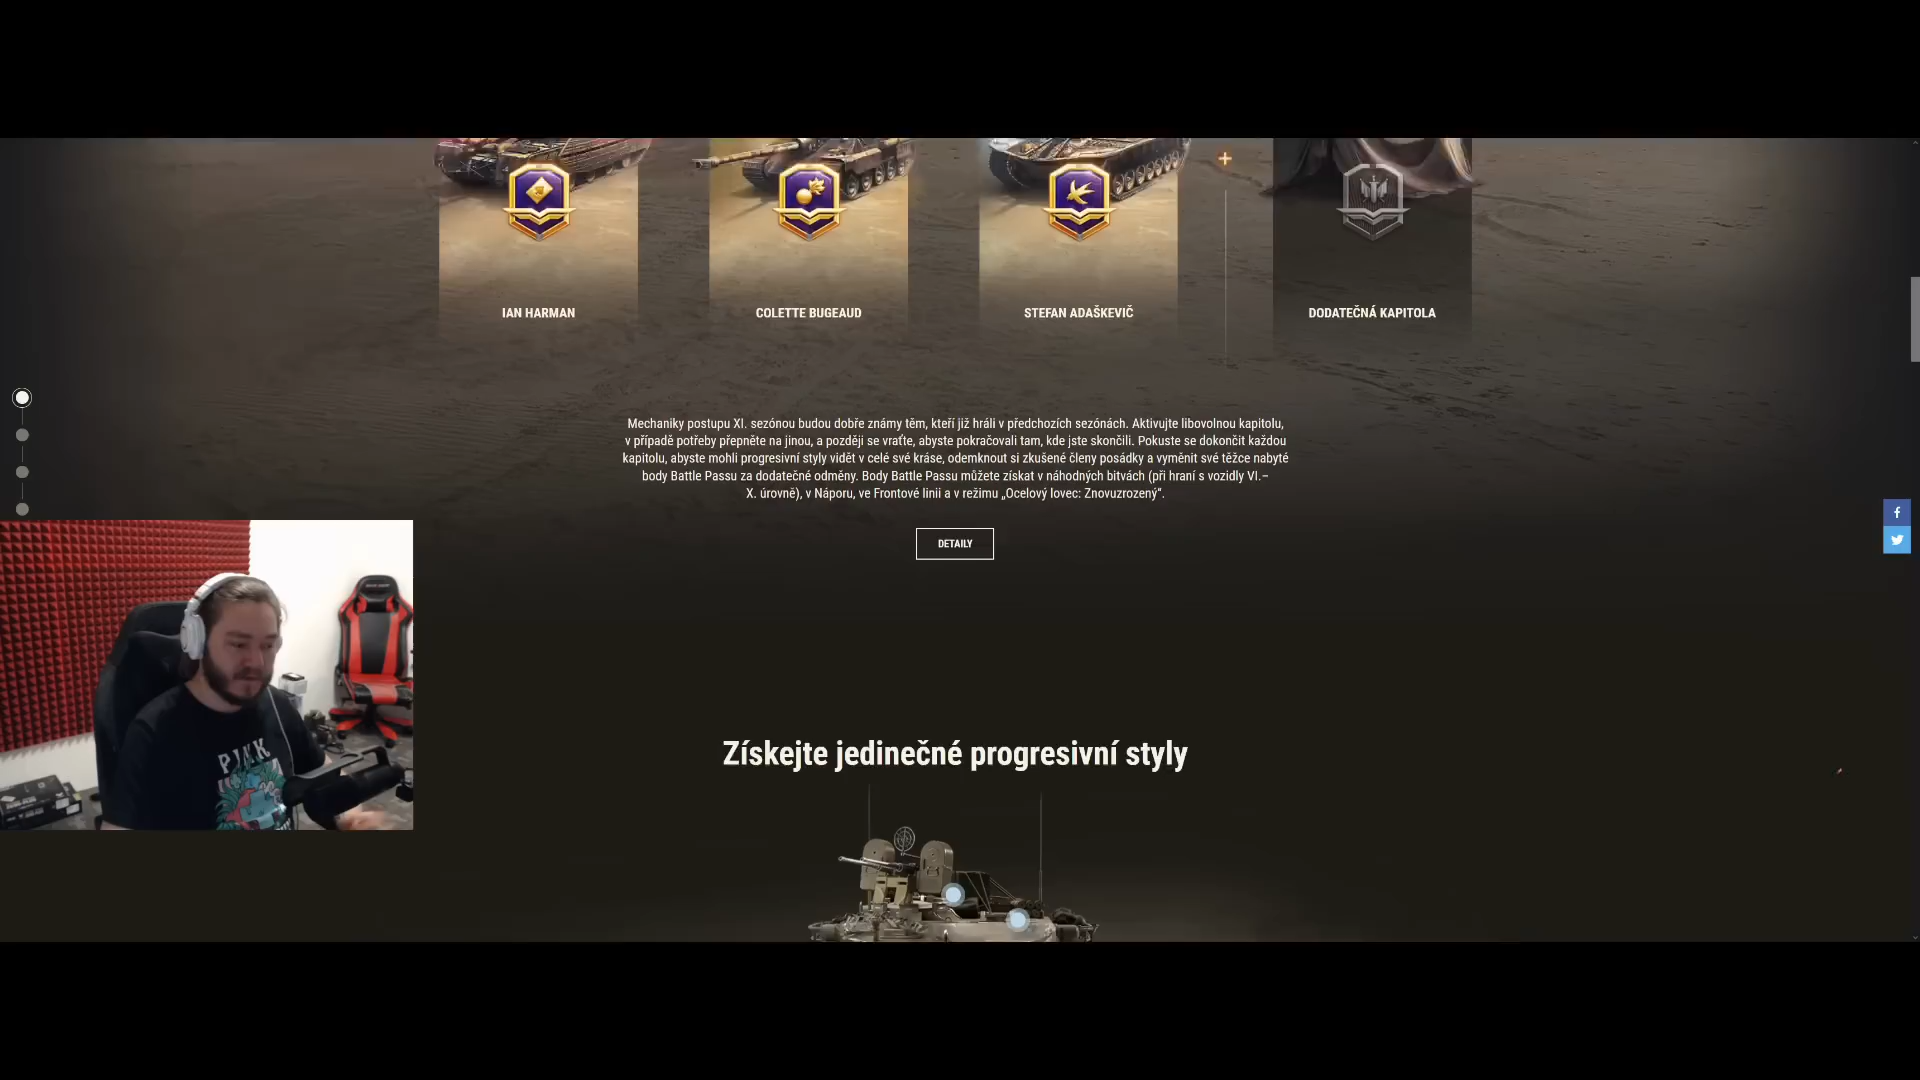 IAN HARMAN
COLETTE BUGEAUD
STEFAN ADAŠKEVIČ
DODATEČNÁ KAPITOLA
Mechaniky postupu XI. sezónou budou dobře známy těm, kteří již hráli v předchozích sezónách. Aktivujte libovolnou kapitolu,
v případě potřeby přepněte na jinou, a později se vraťte, abyste pokračovali tam, kde jste skončili. Pokuste se dokončit každou
kapitolu, abyste mohli progresivní styly vidět v celé své kráse, odemknout si zkušené členy posádky a vyměnit své těžce nabyté
body Battle Passu za dodatečné odměny. Body Battle Passu můžete získat v náhodných bitvách (při hraní s vozidly VI.–
X. úrovně), v Náporu, ve Frontové linii a v režimu „Ocelový lovec: Znovuzrozený“.
DETAILY
Získejte jedinečné progresivní styly